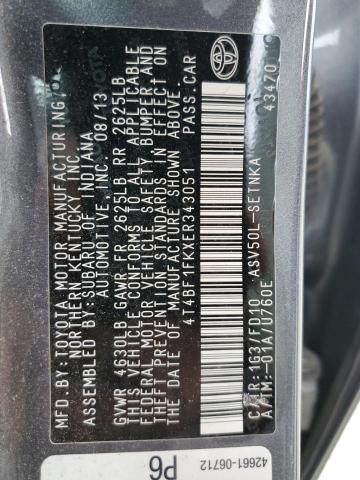 MFD.BY: TOYOTA MOTOR MANUFACTURING,
NORTHERN KENTUCKY, INC.
ASSEMBLED BY: SUBARU OF INDIANA
AUTOMOTIVE, INC. 08/13
GVWR 4630LB GAWR FR 2625LB RR 2625LB
THIS VEHICLE CONFORMS TO ALL APPLICABLE
FEDERAL MOTOR VEHICLE SAFETY, BUMPER, AND
THEFT PREVENTION STANDARDS IN EFFECT ON
THE DATE OF MANUFACTURE SHOWN ABOVE.
4T4BF1FKXER343051 PASS.CAR
C/TR:1G3/FD10 ASV50L-SETNKA
A/TM:-01A/U760E 43470
42661-06712
P6